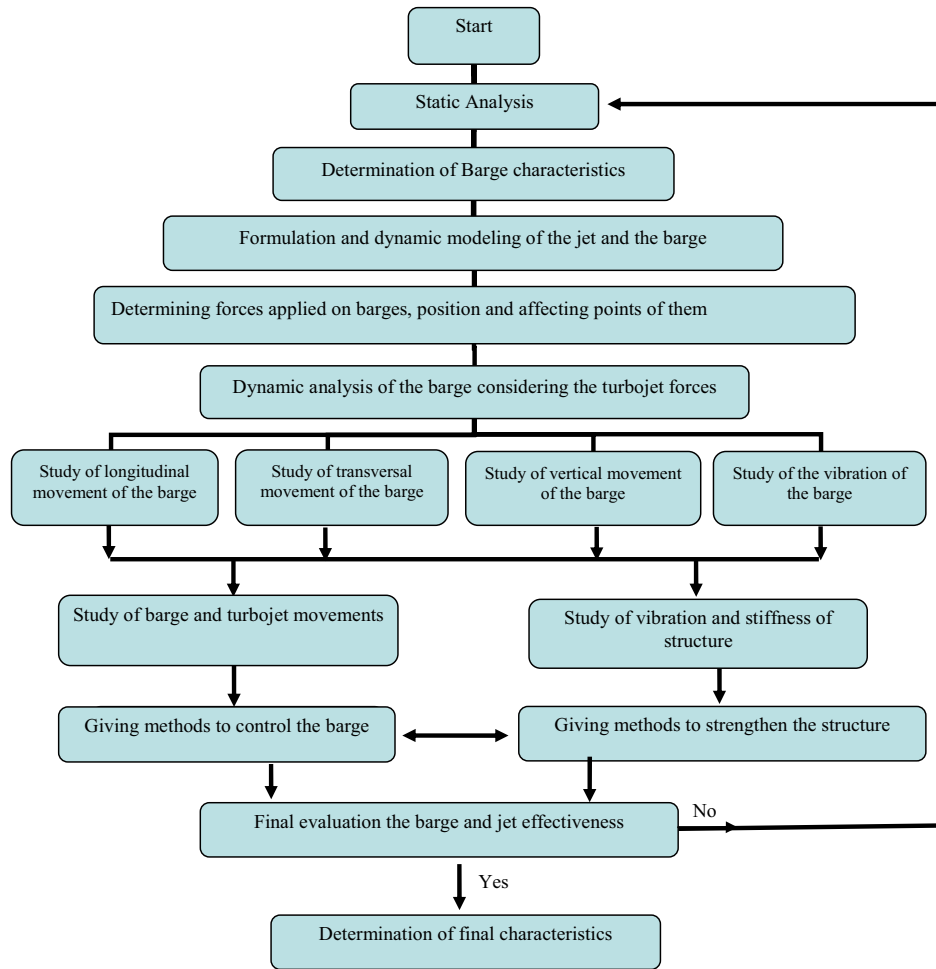 Start
Static Analysis
Determination of Barge characteristics
Formulation and dynamic modeling of the jet and the barge
Determining forces applied on barges, position and affecting points of them
Dynamic analysis of the barge considering the turbojet forces
Study of longitudinal
movement of the barge
Study of transversal
movement of the barge
Study of vertical movement
of the barge
Study of the vibration of
the barge
Study of barge and turbojet movements
Study of vibration and stiffness of
structure
Giving methods to control the barge
Giving methods to strengthen the structure
Final evaluation the barge and jet effectiveness
No
Yes
Determination of final characteristics